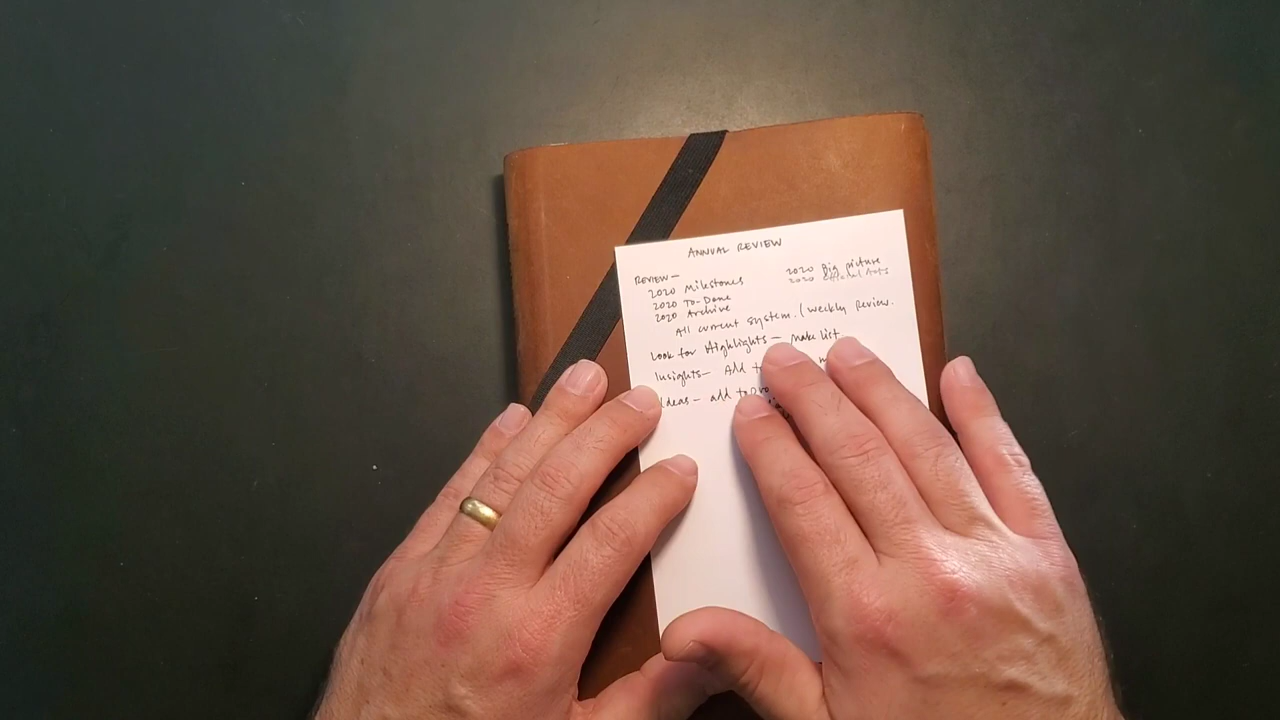 ANNUAL REVIEW
REVIEW —
2020 Milestones
2020 Big Picture
2020 To-Done
2020 Archive
All current system. / weekly Review.
Look for Highlights — Make list
Insights — Add
Ideas — add to